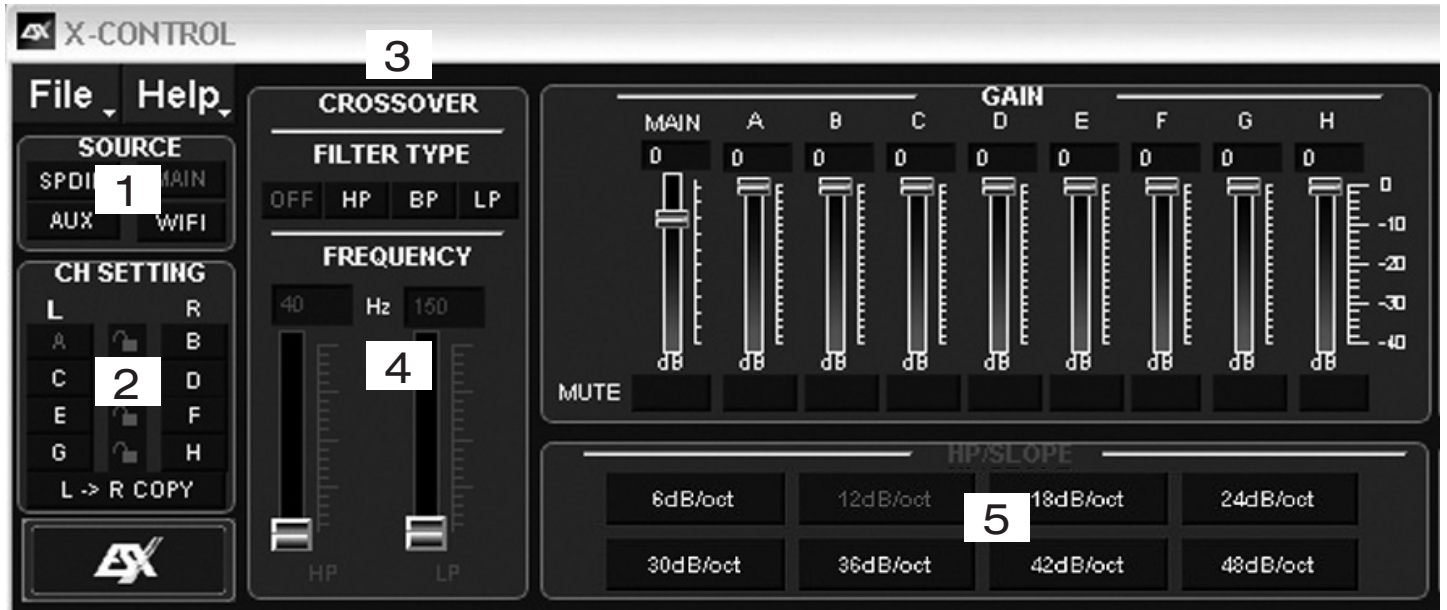 ESX X-CONTROL
3
File Help
SOURCE
1
MAIN
AUX WIFI
CH SETTING
L R
A B
C D
2
E F
G H
L -> R COPY
ESX
CROSSOVER
FILTER TYPE
OFF HP BP LP
FREQUENCY
40 Hz 150
4
HP LP
GAIN
MAIN A B C D E F G H
0 0 0 0 0 0 0 0 0
0
-10
-20
-30
-40
dB dB dB dB dB dB dB dB dB
MUTE
HP/SLOPE
6dB/oct 12dB/oct 18dB/oct 24dB/oct
5
30dB/oct 36dB/oct 42dB/oct 48dB/oct